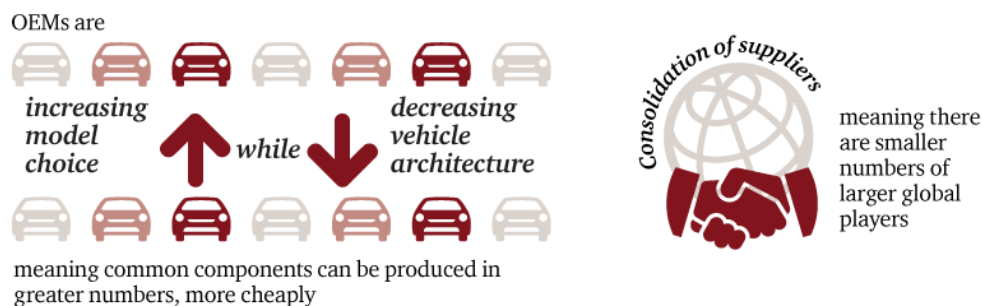 OEMs are
increasing
model
choice
while
decreasing
vehicle
architecture
meaning common components can be produced in
greater numbers, more cheaply
Consolidation of suppliers
meaning there
are smaller
numbers of
larger global
players